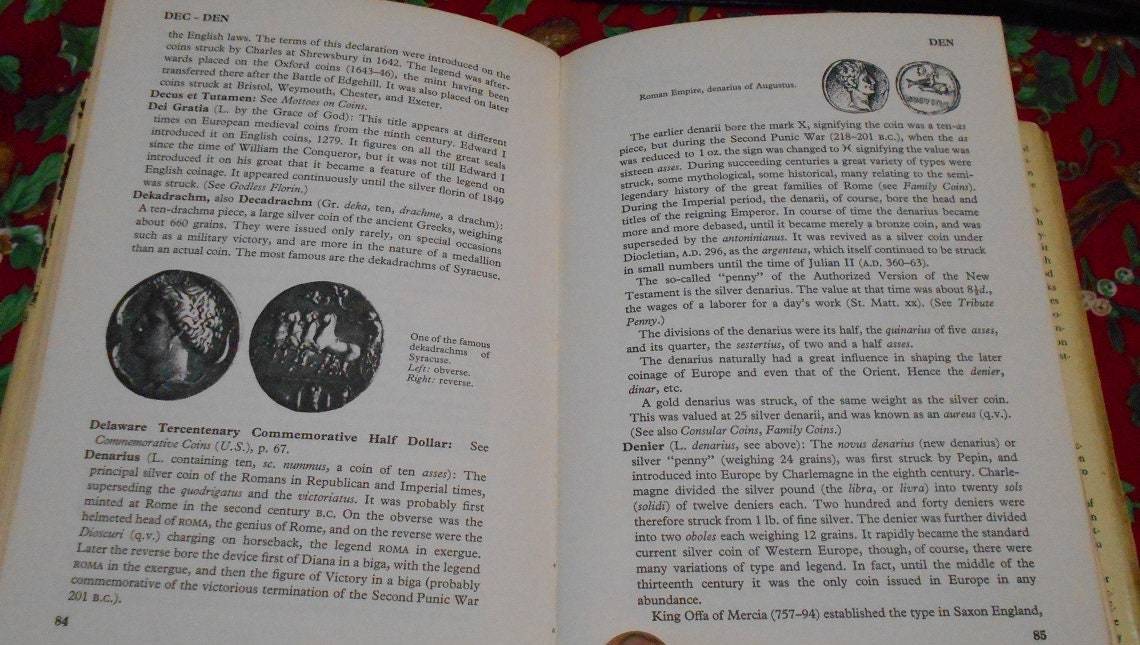 DEC - DEN
the English laws. The terms of this declaration were introduced on the
coins struck by Charles at Shrewsbury in 1642. The legend was after-
wards placed on the Oxford coins (1643–46), the mint having been
transferred there after the Battle of Edgehill. It was also placed on later
coins struck at Bristol, Weymouth, Chester, and Exeter.
Decus et Tutamen: See Mottoes on Coins.
Dei Gratia (L. by the Grace of God): This title appears at different
times on European medieval coins from the ninth century. Edward I
introduced it on English coins, 1279. It figures on all the great seals
since the time of William the Conqueror, but it was not till Edward I
introduced it on his groat that it became a feature of the legend on
English coinage. It appeared continuously until the silver florin of 1849
was struck. (See Godless Florin.)
Dekadrachm, also Decadrachm (Gr. deka, ten, drachme, a drachm):
A ten-drachma piece, a large silver coin of the ancient Greeks, weighing
about 660 grains. They were issued only rarely, on special occasions
such as a military victory, and are more in the nature of a medallion
than an actual coin. The most famous are the dekadrachms of Syracuse.
One of the famous
dekadrachms of
Syracuse.
Left: obverse.
Right: reverse.
Delaware Tercentenary Commemorative Half Dollar: See
Commemorative Coins (U.S.), p. 67.
Denarius (L. containing ten, sc. nummus, a coin of ten asses): The
principal silver coin of the Romans in Republican and Imperial times,
superseding the quadrigatus and the victoriatus. It was probably first
minted at Rome in the second century B.C. On the obverse was the
helmeted head of ROMA, the genius of Rome, and on the reverse were the
Dioscuri (q.v.) charging on horseback, the legend ROMA in exergue.
Later the reverse bore the device first of Diana in a biga, with the legend
ROMA in the exergue, and then the figure of Victory in a biga (probably
commemorative of the victorious termination of the Second Punic War
201 B.C.).
84
DEN
Roman Empire, denarius of Augustus.
The earlier denarii bore the mark X, signifying the coin was a ten-as
piece, but during the Second Punic War (218–201 B.C.), when the as
was reduced to 1 oz. the sign was changed to signifying the value was
sixteen asses. During succeeding centuries a great variety of types were
struck, some mythological, some historical, many relating to the semi-
legendary history of the great families of Rome (see Family Coins).
During the Imperial period, the denarii, of course, bore the head and
titles of the reigning Emperor. In course of time the denarius became
more and more debased, until it became merely a bronze coin, and was
superseded by the antoninianus. It was revived as a silver coin under
Diocletian, A.D. 296, as the argenteus, which itself continued to be struck
in small numbers until the time of Julian II (A.D. 360–63).
The so-called "penny" of the Authorized Version of the New
Testament is the silver denarius. The value at that time was about 8½d.,
the wages of a laborer for a day's work (St. Matt. xx). (See Tribute
Penny.)
The divisions of the denarius were its half, the quinarius of five asses,
and its quarter, the sestertius, of two and a half asses.
The denarius naturally had a great influence in shaping the later
coinage of Europe and even that of the Orient. Hence the denier,
dinar, etc.
A gold denarius was struck, of the same weight as the silver coin.
This was valued at 25 silver denarii, and was known as an aureus (q.v.).
(See also Consular Coins, Family Coins.)
Denier (L. denarius, see above): The novus denarius (new denarius) or
silver "penny" (weighing 24 grains), was first struck by Pepin, and
introduced into Europe by Charlemagne in the eighth century. Charle-
magne divided the silver pound (the libra, or livra) into twenty sols
(solidi) of twelve deniers each. Two hundred and forty deniers were
therefore struck from 1 lb. of fine silver. The denier was further divided
into two oboles each weighing 12 grains. It rapidly became the standard
current silver coin of Western Europe, though, of course, there were
many variations of type and legend. In fact, until the middle of the
thirteenth century it was the only coin issued in Europe in any
abundance.
King Offa of Mercia (757–94) established the type in Saxon England,
85